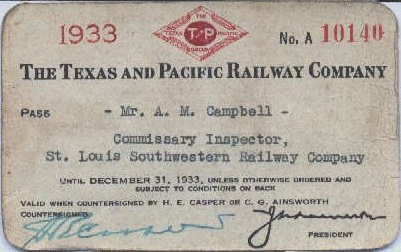 1933
THE
TEXAS T&P PACIFIC
RAILWAY
No. A 10140
THE TEXAS AND PACIFIC RAILWAY COMPANY
PASS - Mr. A. M. Campbell -
Commissary Inspector,
St. Louis Southwestern Railway Company
UNTIL DECEMBER 31, 1933, UNLESS OTHERWISE ORDERED AND
SUBJECT TO CONDITIONS ON BACK
VALID WHEN COUNTERSIGNED BY H. E. CASPER OR C. G. AINSWORTH
COUNTERSIGNED
PRESIDENT